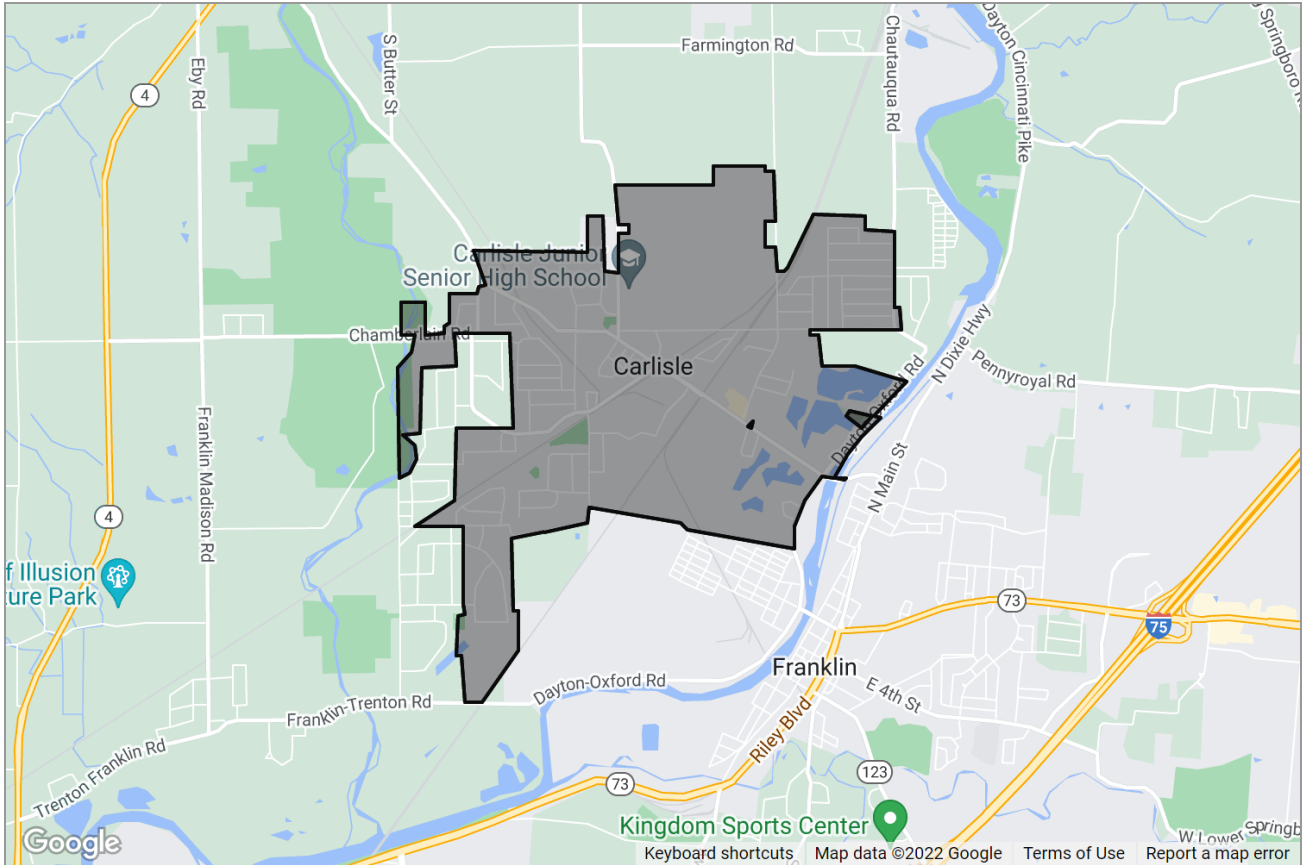 Farmington Rd
Chautauqua Rd
Dayton Cincinnati Pike
Springboro R
S Butter St
Eby Rd
4
Carlisle Junior
Senior High School
Chamberlain Rd
Carlisle
Dayton-Oxford Rd
N Dixie Hwy
Pennyroyal Rd
Franklin Madison Rd
N Main St
4
f Illusion
ure Park
73
75
Franklin
Dayton-Oxford Rd
E 4th St
Franklin-Trenton Rd
Riley Blvd
Trenton Franklin Rd
123
73
Kingdom Sports Center
W Lower Springb
Google
Keyboard shortcuts
Map data ©2022 Google
Terms of Use
Report a map error